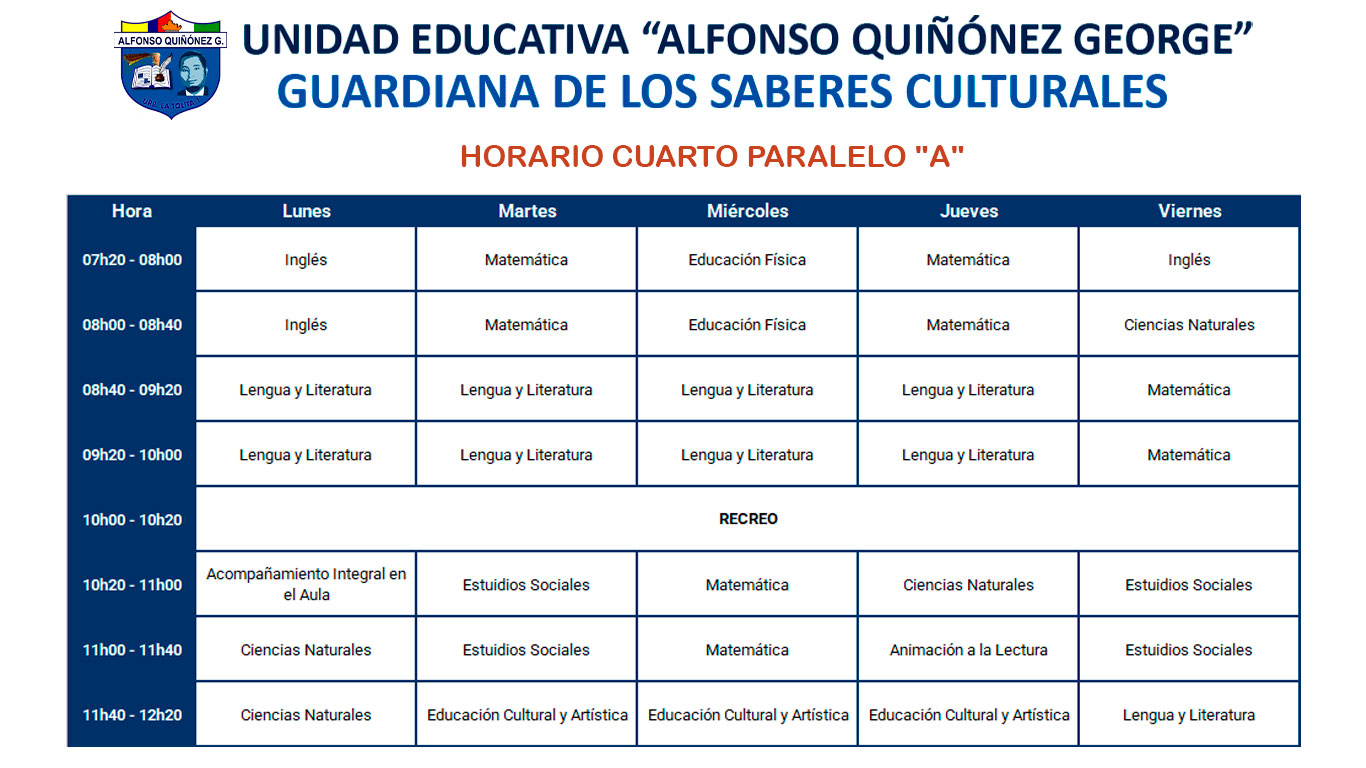 ALFONSO QUIÑÓNEZ G.
URB. LA TOLITA 1
UNIDAD EDUCATIVA “ALFONSO QUIÑÓNEZ GEORGE”
GUARDIANA DE LOS SABERES CULTURALES
HORARIO CUARTO PARALELO "A"
Hora Lunes Martes Miércoles Jueves Viernes
07h20 - 08h00 Inglés Matemática Educación Física Matemática Inglés
08h00 - 08h40 Inglés Matemática Educación Física Matemática Ciencias Naturales
08h40 - 09h20 Lengua y Literatura Lengua y Literatura Lengua y Literatura Lengua y Literatura Matemática
09h20 - 10h00 Lengua y Literatura Lengua y Literatura Lengua y Literatura Lengua y Literatura Matemática
10h00 - 10h20 RECREO
10h20 - 11h00 Acompañamiento Integral en el Aula Estuidios Sociales Matemática Ciencias Naturales Estuidios Sociales
11h00 - 11h40 Ciencias Naturales Estuidios Sociales Matemática Animación a la Lectura Estuidios Sociales
11h40 - 12h20 Ciencias Naturales Educación Cultural y Artística Educación Cultural y Artística Educación Cultural y Artística Lengua y Literatura